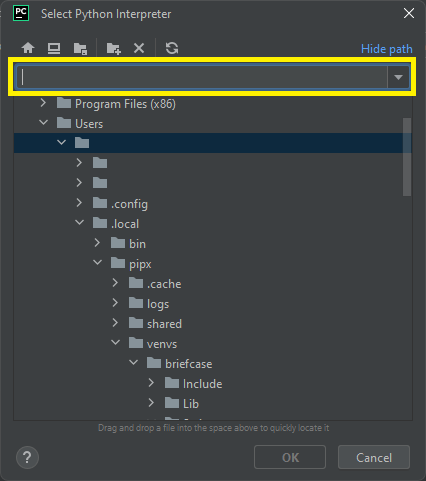 PC Select Python Interpreter
Hide path
Program Files (x86)
Users
.config
.local
bin
pipx
.cache
logs
shared
venvs
briefcase
Include
Lib
Drag and drop a file into the space above to quickly locate it
? OK Cancel